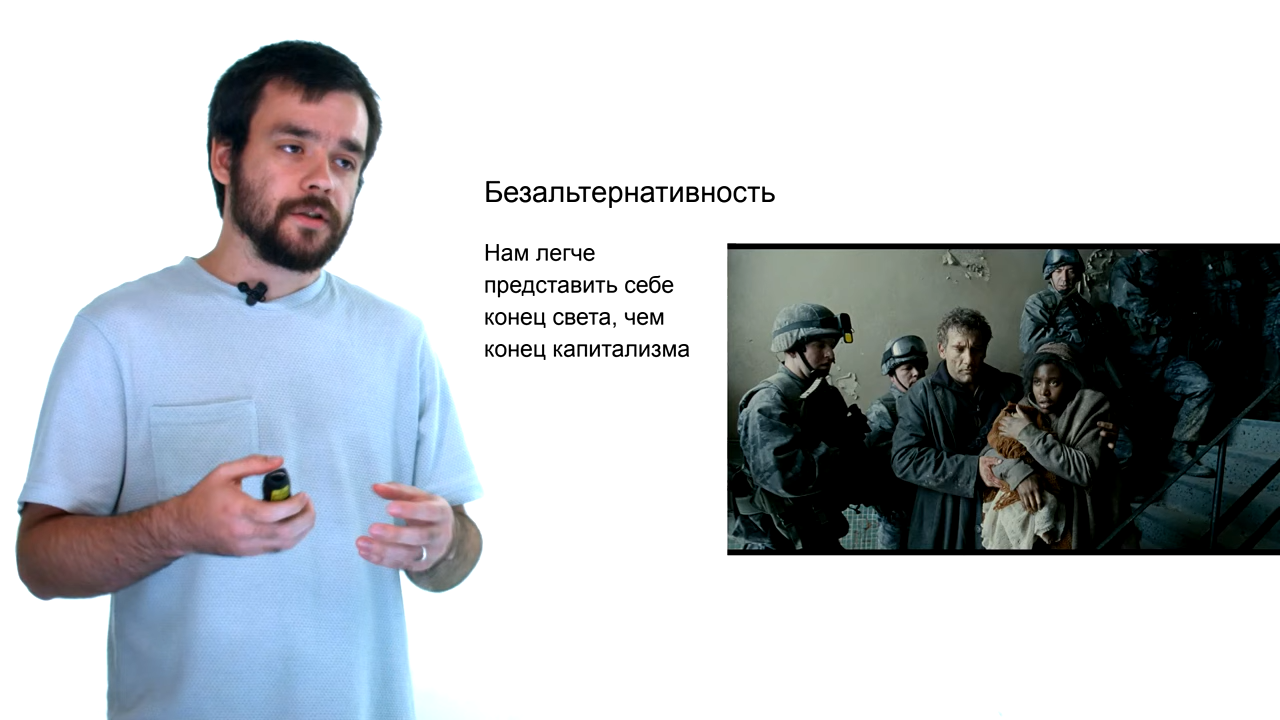 Безальтернативность
Нам легче
представить себе
конец света, чем
конец капитализма